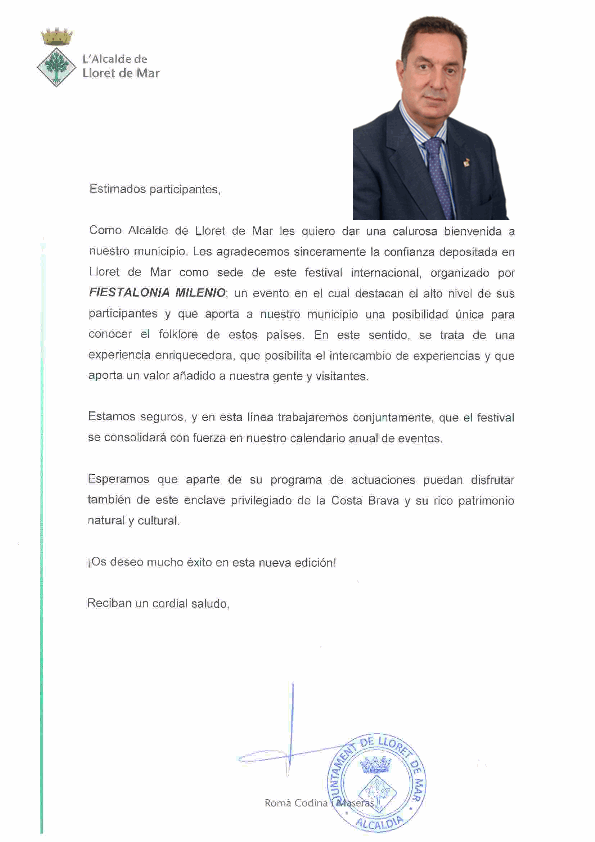 L'Alcalde de
Lloret de Mar
Estimados participantes,
Como Alcalde de Lloret de Mar les quiero dar una calurosa bienvenida a
nuestro municipio. Les agradecemos sinceramente la confianza depositada en
Lloret de Mar como sede de este festival internacional, organizado por
FIESTALONIA MILENIO; un evento en el cual destacan el alto nivel de sus
participantes y que aporta a nuestro municipio una posibilidad única para
conocer el folklore de estos países. En este sentido, se trata de una
experiencia enriquecedora, que posibilita el intercambio de experiencias y que
aporta un valor añadido a nuestra gente y visitantes.
Estamos seguros, y en esta línea trabajaremos conjuntamente, que el festival
se consolidará con fuerza en nuestro calendario anual de eventos.
Esperamos que aparte de su programa de actuaciones puedan disfrutar
también de este enclave privilegiado de la Costa Brava y su rico patrimonio
natural y cultural.
¡Os deseo mucho éxito en esta nueva edición!
Reciban un cordial saludo,
AJUNTAMENT DE LLORET DE MAR
Romà Codina i Maseras
ALCALDIA